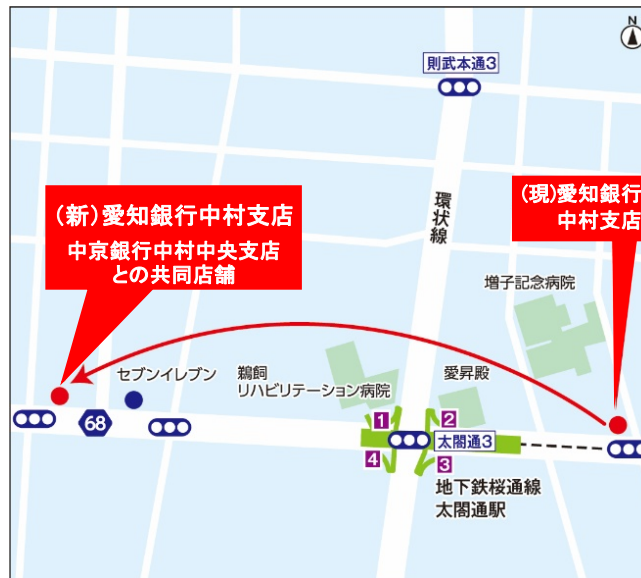 N
則武本通3
環状線
(新)愛知銀行中村支店
中京銀行中村中央支店
との共同店舗
(現)愛知銀行
中村支店
増子記念病院
セブンイレブン
鵜飼
リハビリテーション病院
愛昇殿
68
1
2
太閤通3
4
3
地下鉄桜通線
太閤通駅